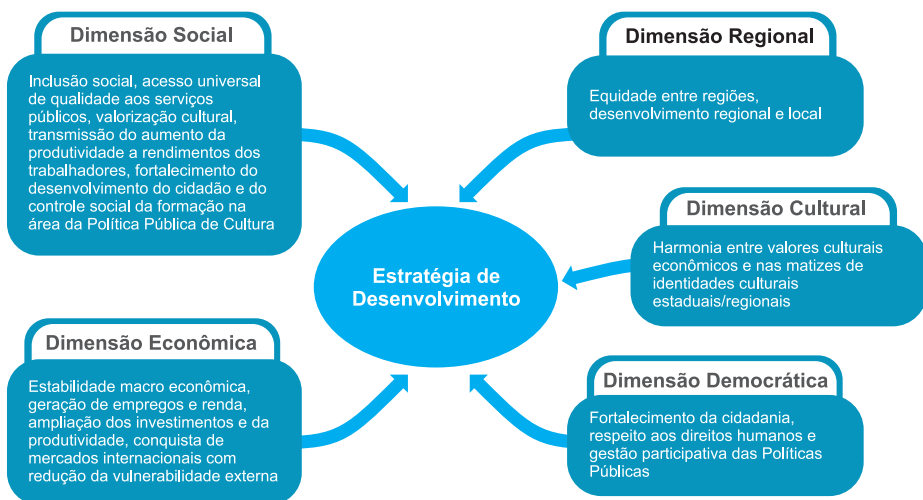 Dimensão Social
Inclusão social, acesso universal
de qualidade aos serviços
públicos, valorização cultural,
transmissão do aumento da
produtividade a rendimentos dos
trabalhadores, fortalecimento do
desenvolvimento do cidadão e do
controle social da formação na
área da Política Pública de Cultura
Dimensão Regional
Equidade entre regiões,
desenvolvimento regional e local
Dimensão Cultural
Harmonia entre valores culturais
econômicos e nas matizes de
identidades culturais
estaduais/regionais
Estratégia de
Desenvolvimento
Dimensão Econômica
Estabilidade macro econômica,
geração de empregos e renda,
ampliação dos investimentos e da
produtividade, conquista de
mercados internacionais com
redução da vulnerabilidade externa
Dimensão Democrática
Fortalecimento da cidadania,
respeito aos direitos humanos e
gestão participativa das Políticas
Públicas